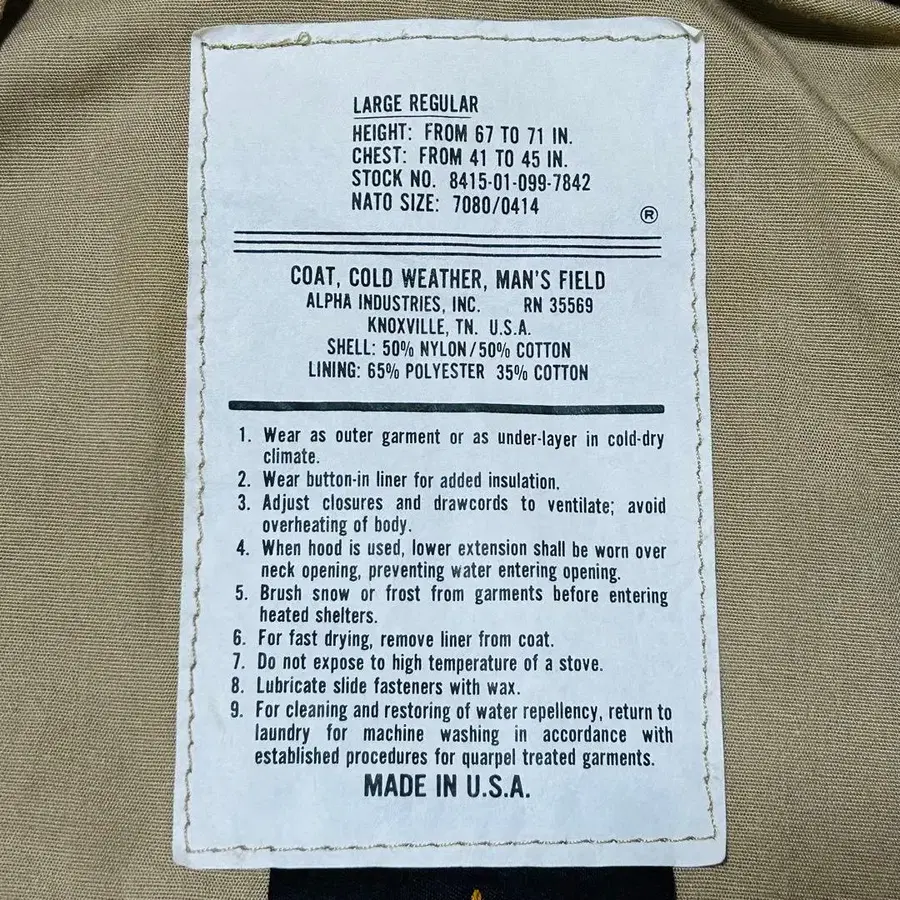 LARGE REGULAR
HEIGHT: FROM 67 TO 71 IN.
CHEST: FROM 41 TO 45 IN.
STOCK NO. 8415-01-099-7842
NATO SIZE: 7080/0414
®
COAT, COLD WEATHER, MAN'S FIELD
ALPHA INDUSTRIES, INC. RN 35569
KNOXVILLE, TN. U.S.A.
SHELL: 50% NYLON/50% COTTON
LINING: 65% POLYESTER 35% COTTON
1. Wear as outer garment or as under-layer in cold-dry
climate.
2. Wear button-in liner for added insulation.
3. Adjust closures and drawcords to ventilate; avoid
overheating of body.
4. When hood is used, lower extension shall be worn over
neck opening, preventing water entering opening.
5. Brush snow or frost from garments before entering
heated shelters.
6. For fast drying, remove liner from coat.
7. Do not expose to high temperature of a stove.
8. Lubricate slide fasteners with wax.
9. For cleaning and restoring of water repellency, return to
laundry for machine washing in accordance with
established procedures for quarpel treated garments.
MADE IN U.S.A.